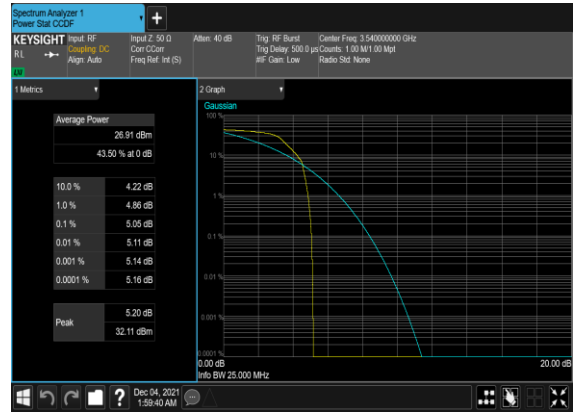 Spectrum Analyzer 1
Power Stat CCDF
KEYSIGHT
Input: RF
Input Z: 50 Ω
Atten: 40 dB
Trig: RF Burst
Center Freq: 3.540000000 GHz
RL
Coupling: DC
Corr CCorr
Trig Delay: 500.0 µs
Counts: 1.00 M/1.00 Mpt
Align: Auto
Freq Ref: Int (S)
#IF Gain: Low
Radio Std: None
1 Metrics
2 Graph
Average Power
26.91 dBm
43.50 % at 0 dB
10.0 % 4.22 dB
1.0 % 4.86 dB
0.1 % 5.05 dB
0.01 % 5.11 dB
0.001 % 5.14 dB
0.0001 % 5.16 dB
Peak
5.20 dB
32.11 dBm
Gaussian
100 %
10 %
1 %
0.1 %
0.01 %
0.001 %
0.0001 %
0.00 dB
20.00 dB
Info BW 25.000 MHz
?
Dec 04, 2021
1:59:40 AM